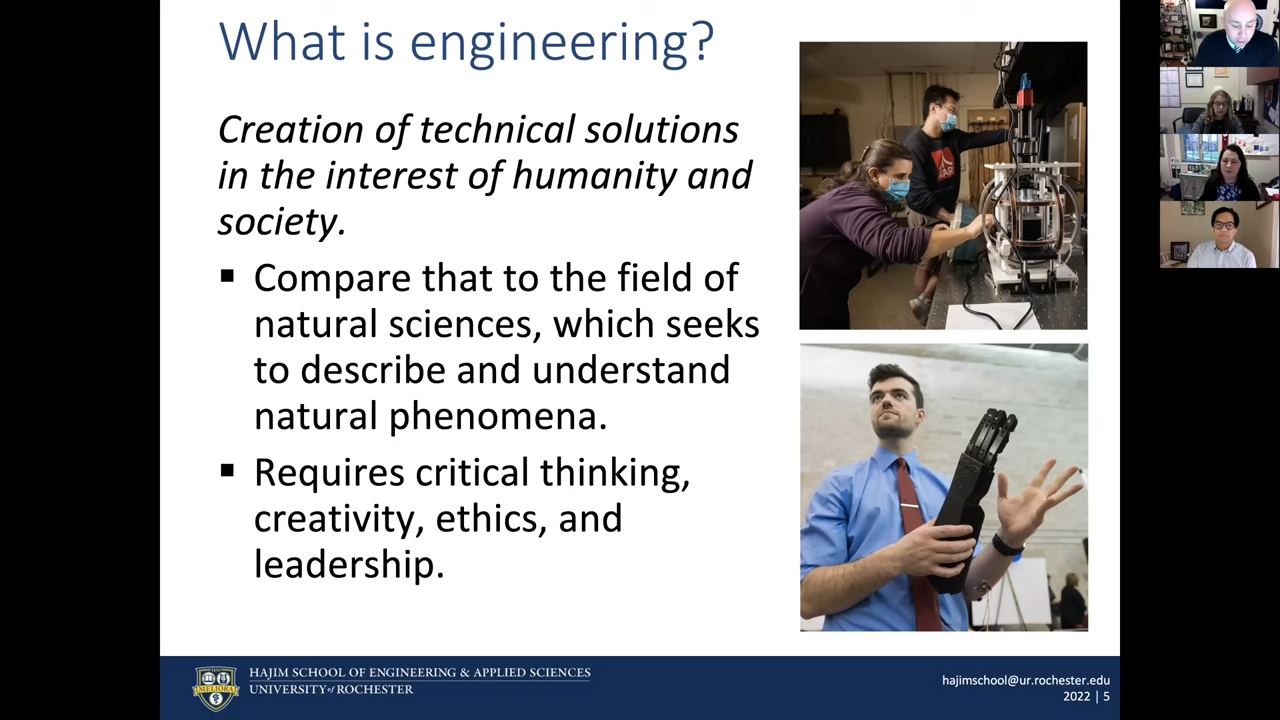 What is engineering?
Creation of technical solutions
in the interest of humanity and
society.
▪ Compare that to the field of
natural sciences, which seeks
to describe and understand
natural phenomena.
▪ Requires critical thinking,
creativity, ethics, and
leadership.
MELIORA
HAJIM SCHOOL OF ENGINEERING & APPLIED SCIENCES
UNIVERSITY of ROCHESTER
hajimschool@ur.rochester.edu
2022 | 5